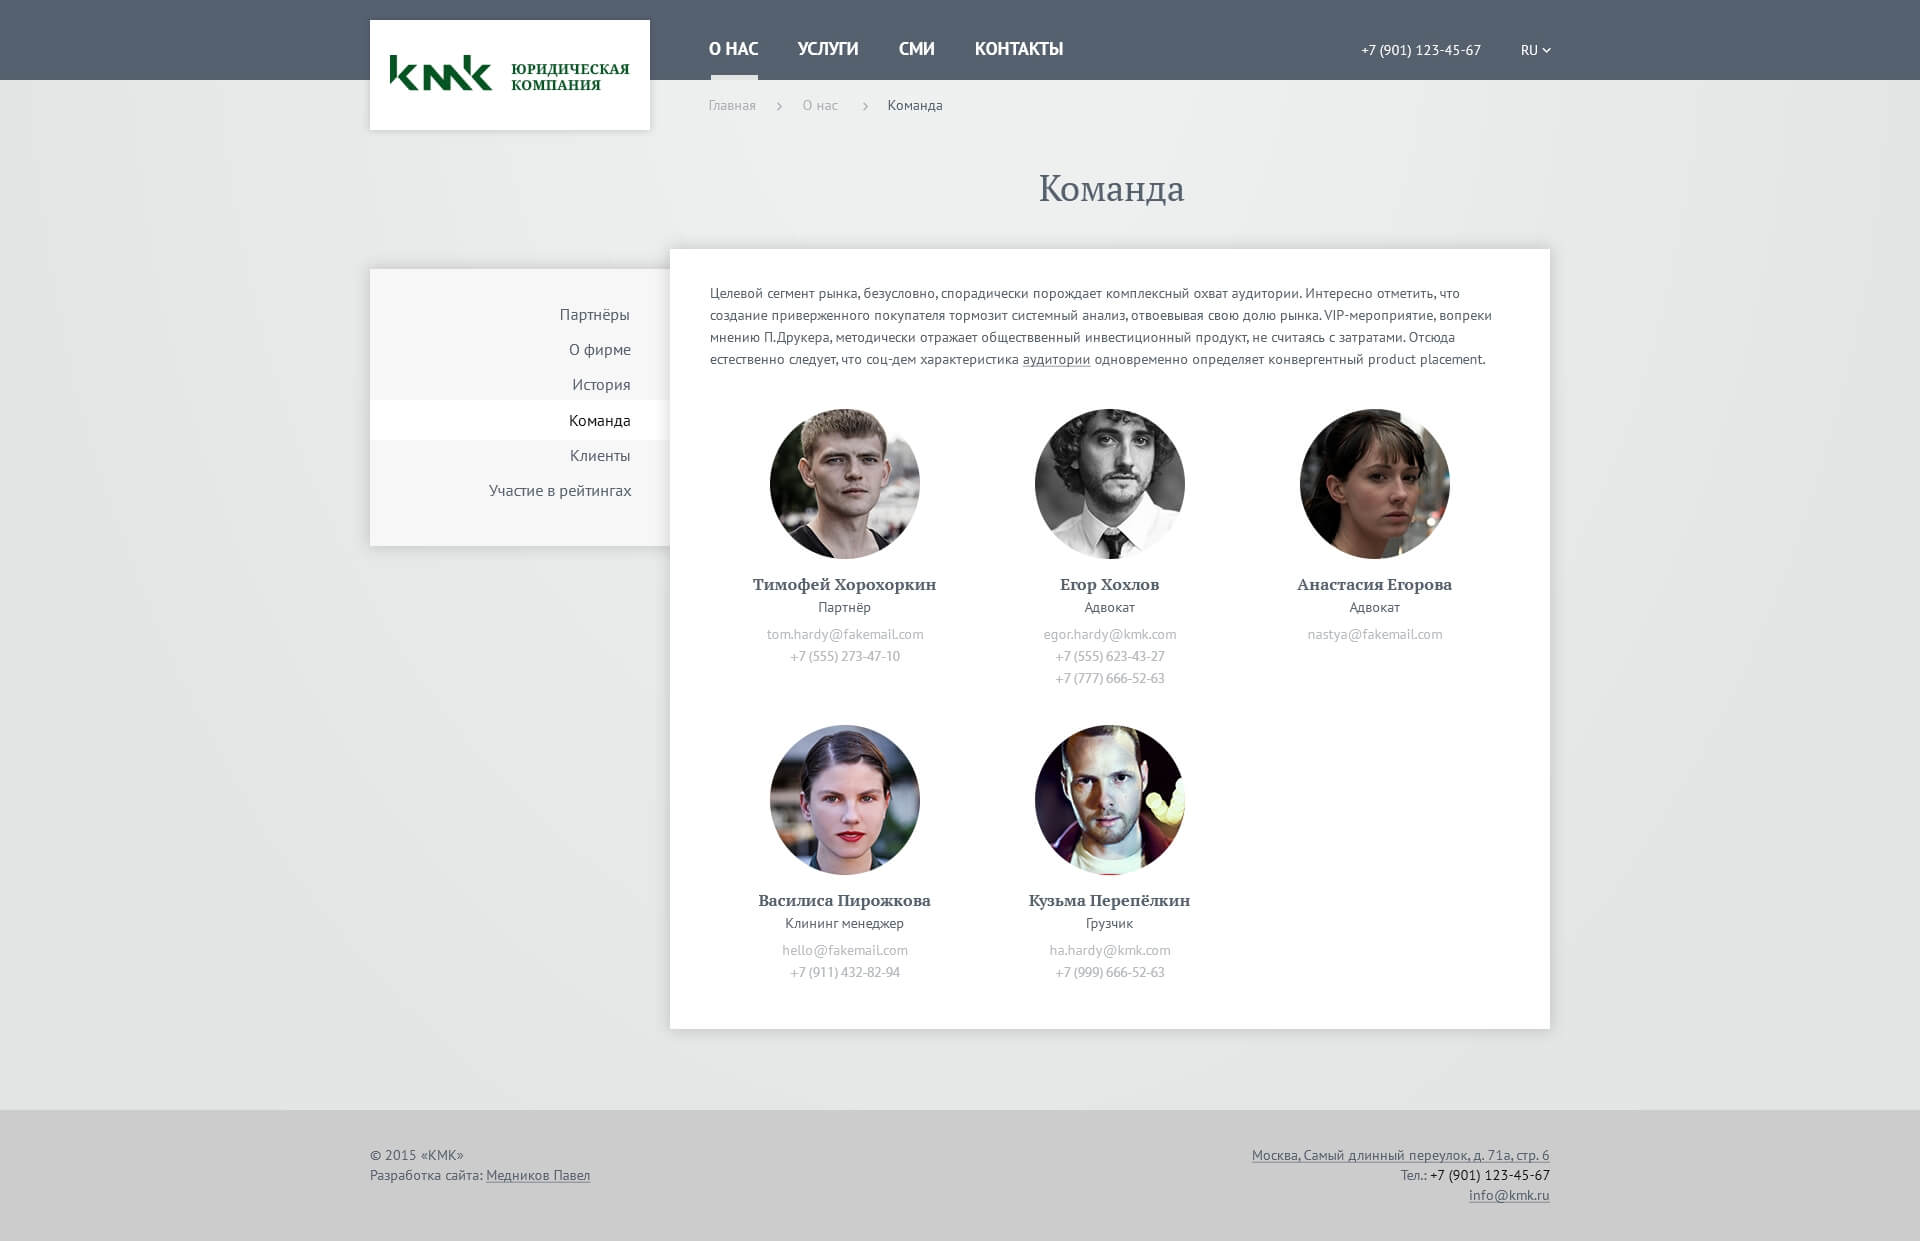 kmk ЮРИДИЧЕСКАЯ
КОМПАНИЯ
О НАС УСЛУГИ СМИ КОНТАКТЫ
+7 (901) 123-45-67 RU
Главная О нас Команда
Команда
Партнёры
О фирме
История
Команда
Клиенты
Участие в рейтингах
Целевой сегмент рынка, безусловно, спорадически порождает комплексный охват аудитории. Интересно отметить, что
создание приверженного покупателя тормозит системный анализ, отвоевывая свою долю рынка. VIP-мероприятие, вопреки
мнению П.Друкера, методически отражает обществвенный инвестиционный продукт, не считаясь с затратами. Отсюда
естественно следует, что соц-дем характеристика аудитории одновременно определяет конвергентный product placement.
Тимофей Хорохоркин
Партнёр
tom.hardy@fakemail.com
+7 (555) 273-47-10
Егор Хохлов
Адвокат
egor.hardy@kmk.com
+7 (555) 623-43-27
+7 (777) 666-52-63
Анастасия Егорова
Адвокат
nastya@fakemail.com
Василиса Пирожкова
Клининг менеджер
hello@fakemail.com
+7 (911) 432-82-94
Кузьма Перепёлкин
Грузчик
ha.hardy@kmk.com
+7 (999) 666-52-63
© 2015 «КМК»
Разработка сайта: Медников Павел
Москва, Самый длинный переулок, д. 71а, стр. 6
Тел.: +7 (901) 123-45-67
info@kmk.ru